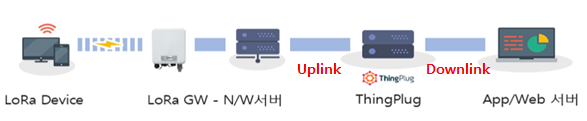 Uplink
Downlink
ThingPlug
LoRa Device
LoRa GW - N/W서버
ThingPlug
App/Web 서버